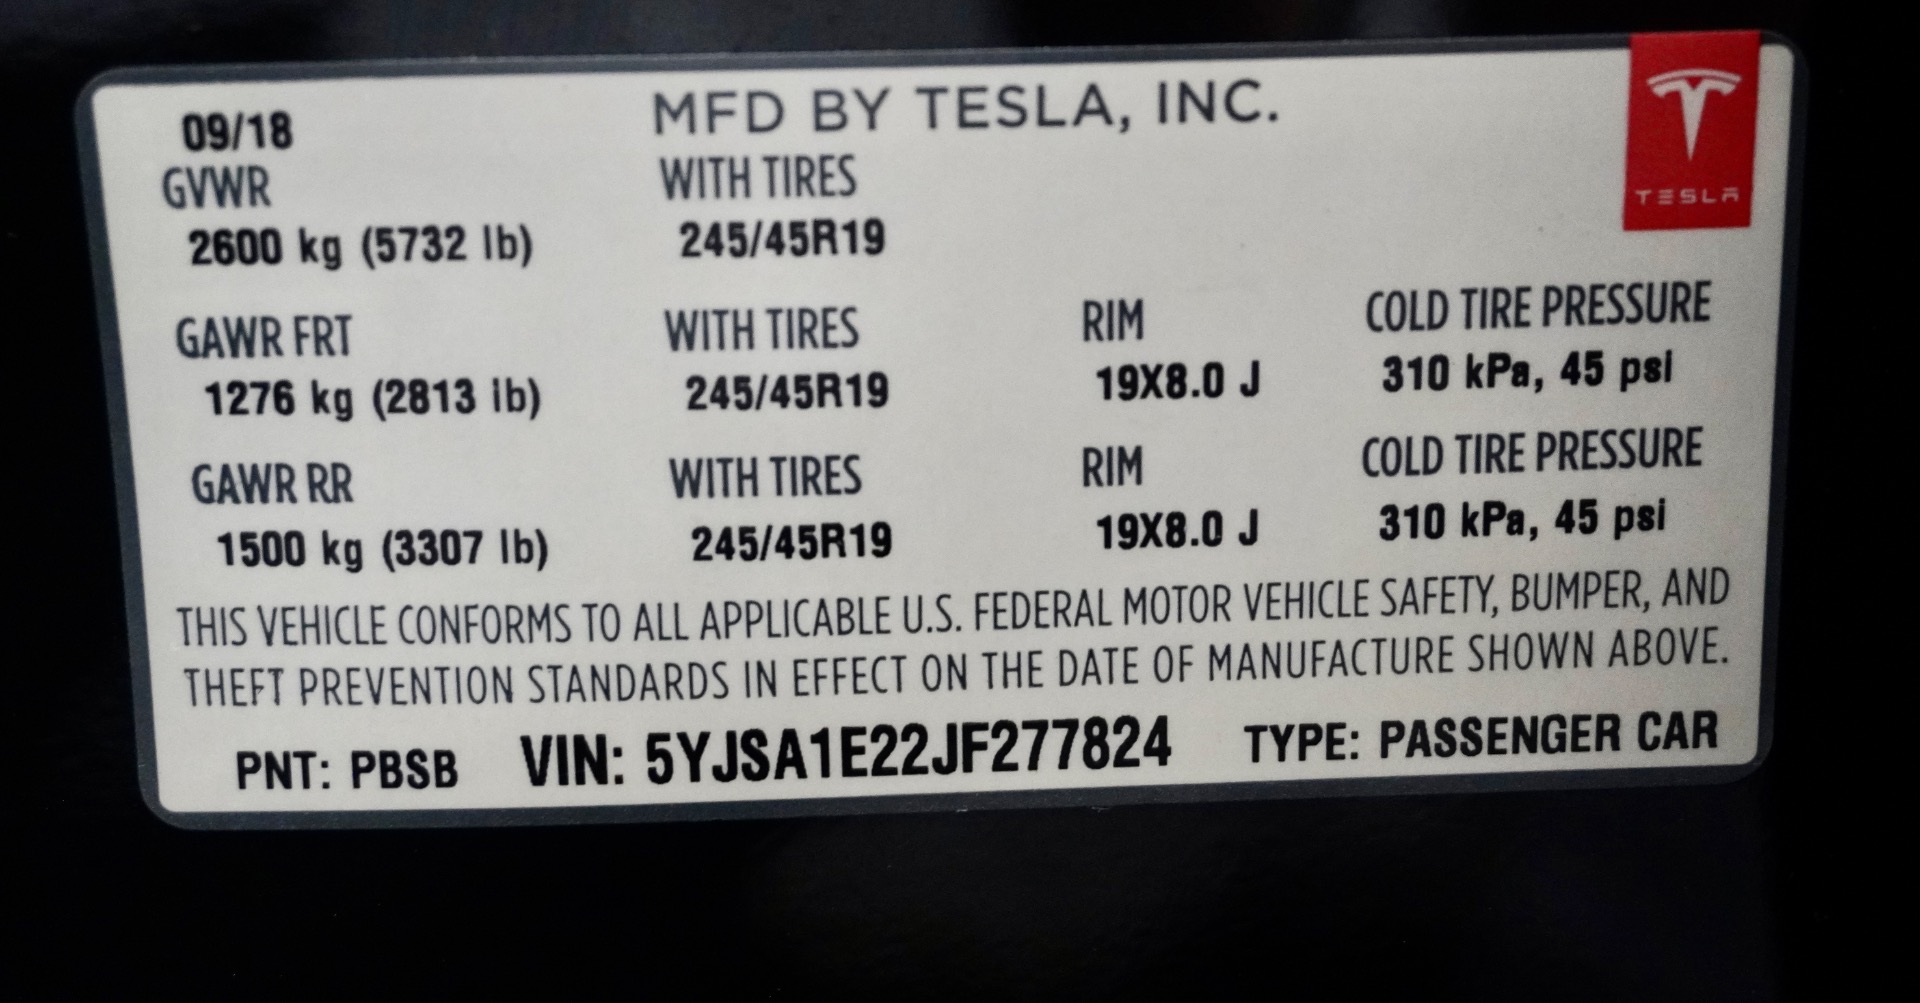 09/18 MFD BY TESLA, INC.
TESLA
GVWR WITH TIRES
2600 kg (5732 lb) 245/45R19
GAWR FRT WITH TIRES RIM COLD TIRE PRESSURE
1276 kg (2813 lb) 245/45R19 19X8.0 J 310 kPa, 45 psi
GAWR RR WITH TIRES RIM COLD TIRE PRESSURE
1500 kg (3307 lb) 245/45R19 19X8.0 J 310 kPa, 45 psi
THIS VEHICLE CONFORMS TO ALL APPLICABLE U.S. FEDERAL MOTOR VEHICLE SAFETY, BUMPER, AND
THEFT PREVENTION STANDARDS IN EFFECT ON THE DATE OF MANUFACTURE SHOWN ABOVE.
PNT: PBSB VIN: 5YJSA1E22JF277824 TYPE: PASSENGER CAR